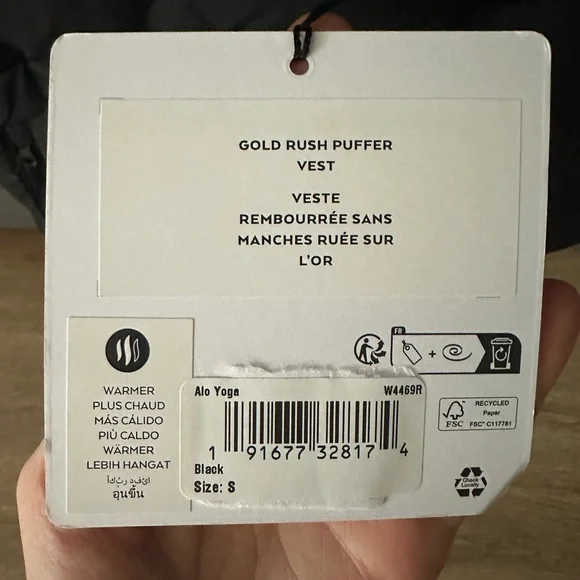 GOLD RUSH PUFFER
VEST
VESTE
REMBOURRÉE SANS
MANCHES RUÉE SUR
L'OR
WARMER
PLUS CHAUD
MÁS CÁLIDO
PIÙ CALDO
WÄRMER
LEBIH HANGAT
อุ่นขึ้น
FR
+
Alo Yoga W4469R
1 91677 32817 4
Black
Size: S
FSC
RECYCLED
Paper
FSC® C117781
Check
Locally